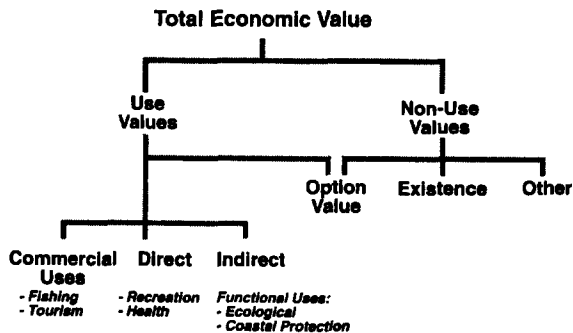 Total Economic Value
Use
Values
Non-Use
Values
Option
Value
Existence
Other
Commercial
Uses
- Fishing
- Tourism
Direct
- Recreation
- Health
Indirect
Functional Uses:
- Ecological
- Coastal Protection